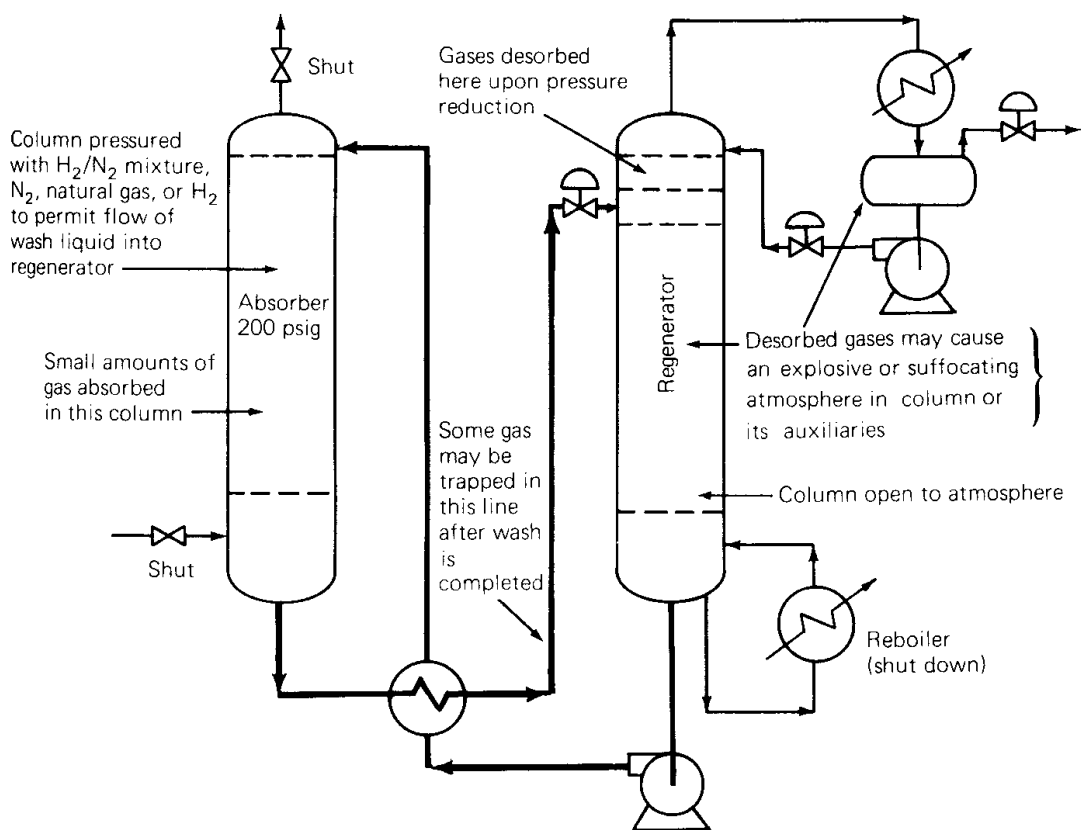 Shut
Column pressured
with H₂/N₂ mixture,
N₂, natural gas, or H₂
to permit flow of
wash liquid into
regenerator
Absorber
200 psig
Small amounts of
gas absorbed
in this column
Shut
Gases desorbed
here upon pressure
reduction
Some gas
may be
trapped in
this line
after wash
is
completed
Regenerator
Desorbed gases may cause
an explosive or suffocating
atmosphere in column or
its auxiliaries
Column open to atmosphere
Reboiler
(shut down)